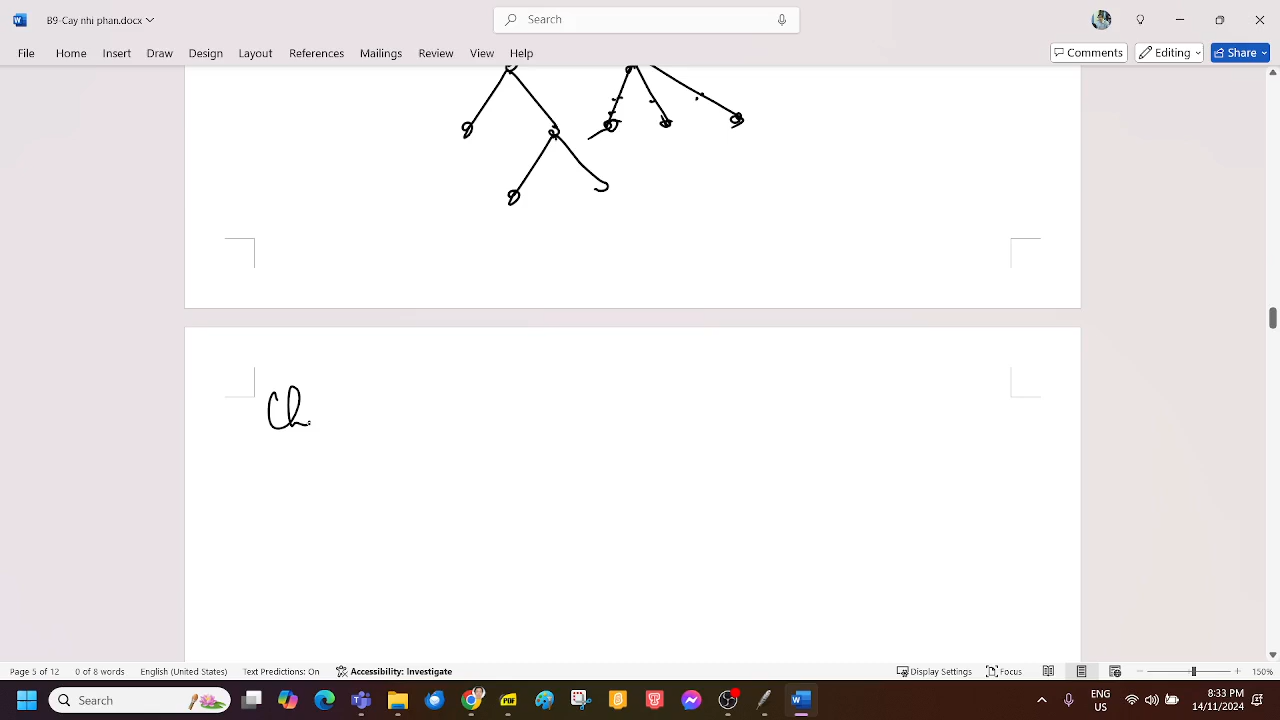 B9-Cay nhi phan.docx
Search
File Home Insert Draw Design Layout References Mailings Review View Help
Comments Editing Share
Ch
Page 5 of 12 0 of 8 words English (United States) Text Predictions: On Accessibility: Investigate Display Settings Focus 150%
Search
ENG
US
8:33 PM
14/11/2024